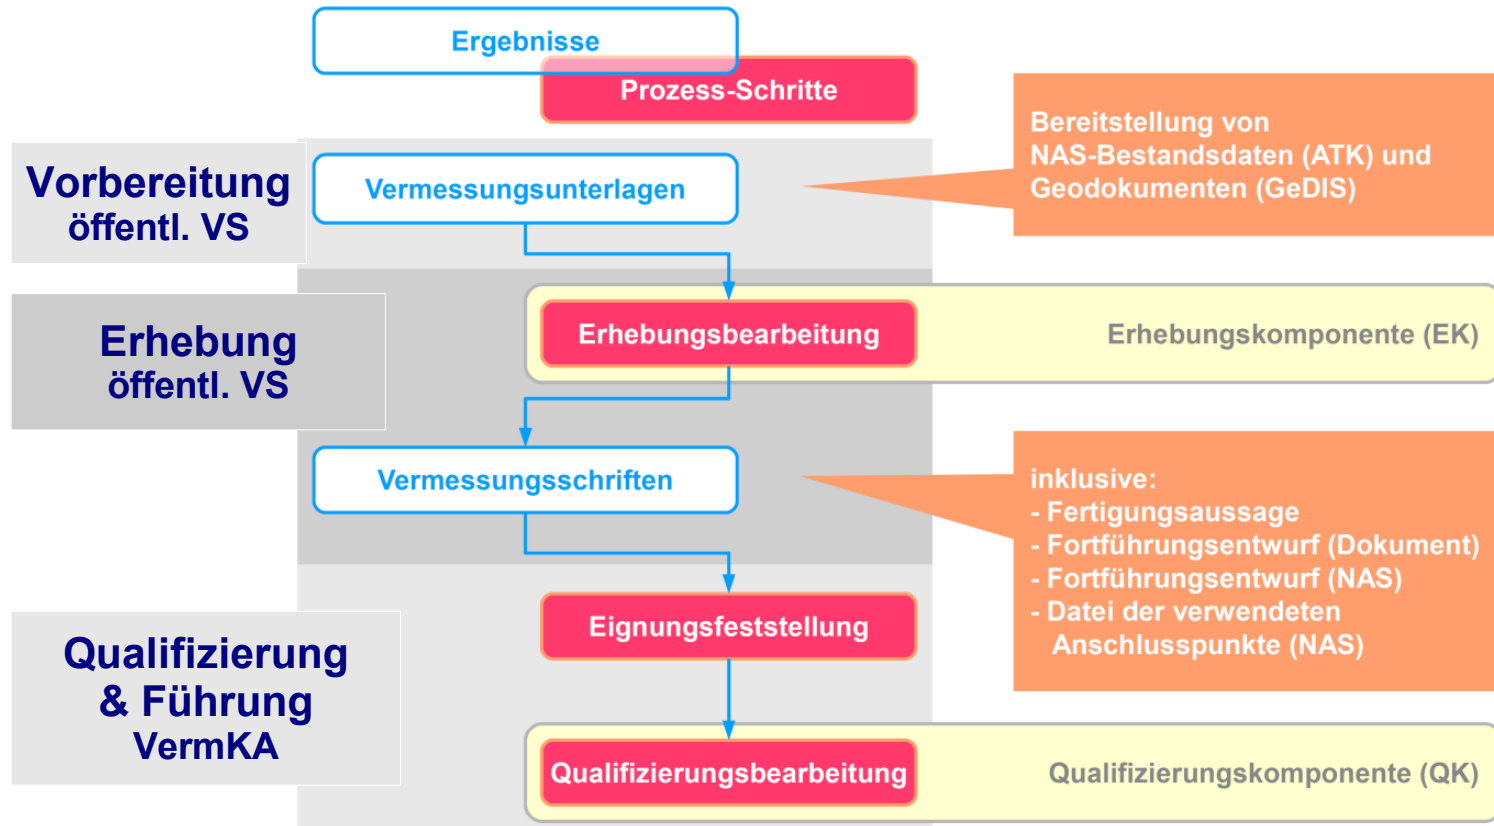 Ergebnisse
Prozess-Schritte
Bereitstellung von
NAS-Bestandsdaten (ATK) und
Geodokumenten (GeDIS)
Vorbereitung
öffentl. VS
Vermessungsunterlagen
Erhebung
öffentl. VS
Erhebungsbearbeitung
Erhebungskomponente (EK)
Vermessungsschriften
inklusive:
- Fertigungsaussage
- Fortführungsentwurf (Dokument)
- Fortführungsentwurf (NAS)
- Datei der verwendeten
Anschlusspunkte (NAS)
Qualifizierung
& Führung
VermKA
Eignungsfeststellung
Qualifizierungsbearbeitung
Qualifizierungskomponente (QK)